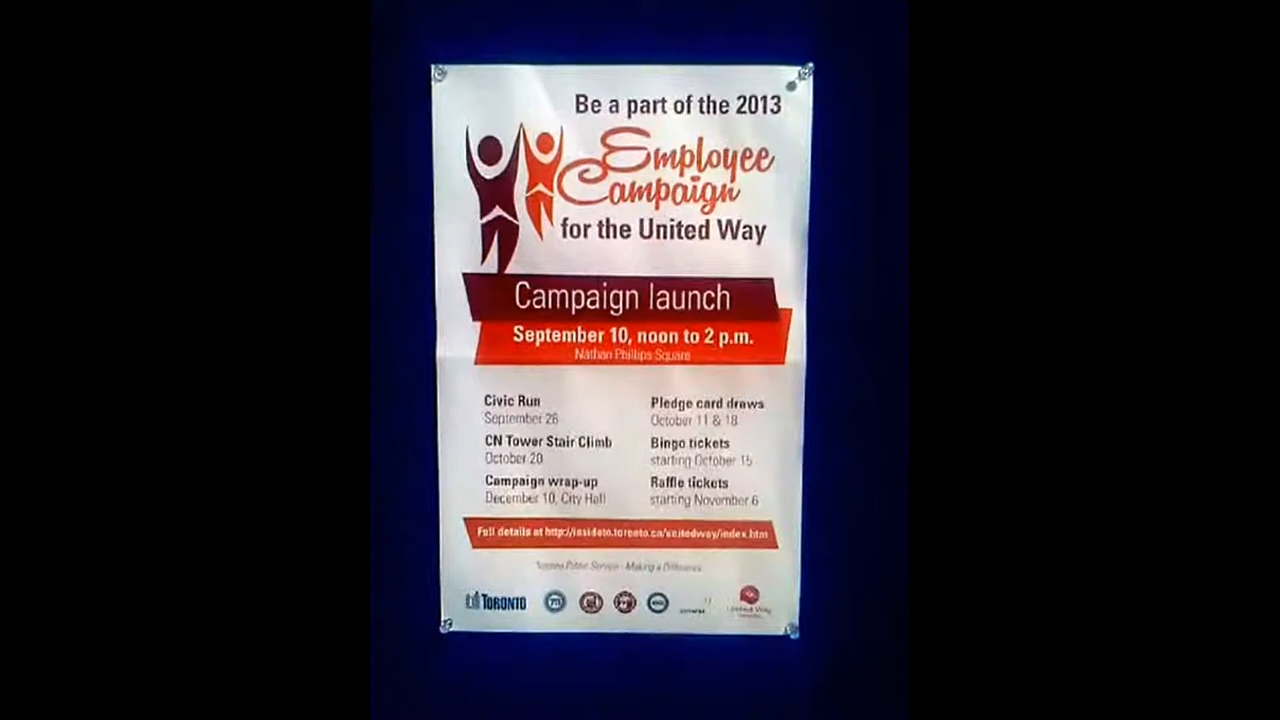 Be a part of the 2013
Employee
Campaign
for the United Way
Campaign launch
September 10, noon to 2 p.m.
Nathan Phillips Square
Civic Run
September 26
CN Tower Stair Climb
October 20
Campaign wrap-up
December 10, City Hall
Pledge card draws
October 11 & 18
Bingo tickets
starting October 15
Raffle tickets
starting November 6
Full details at http://insideto.toronto.ca/unitedway/index.htm
Toronto Public Service - Making a Difference
TORONTO
United Way